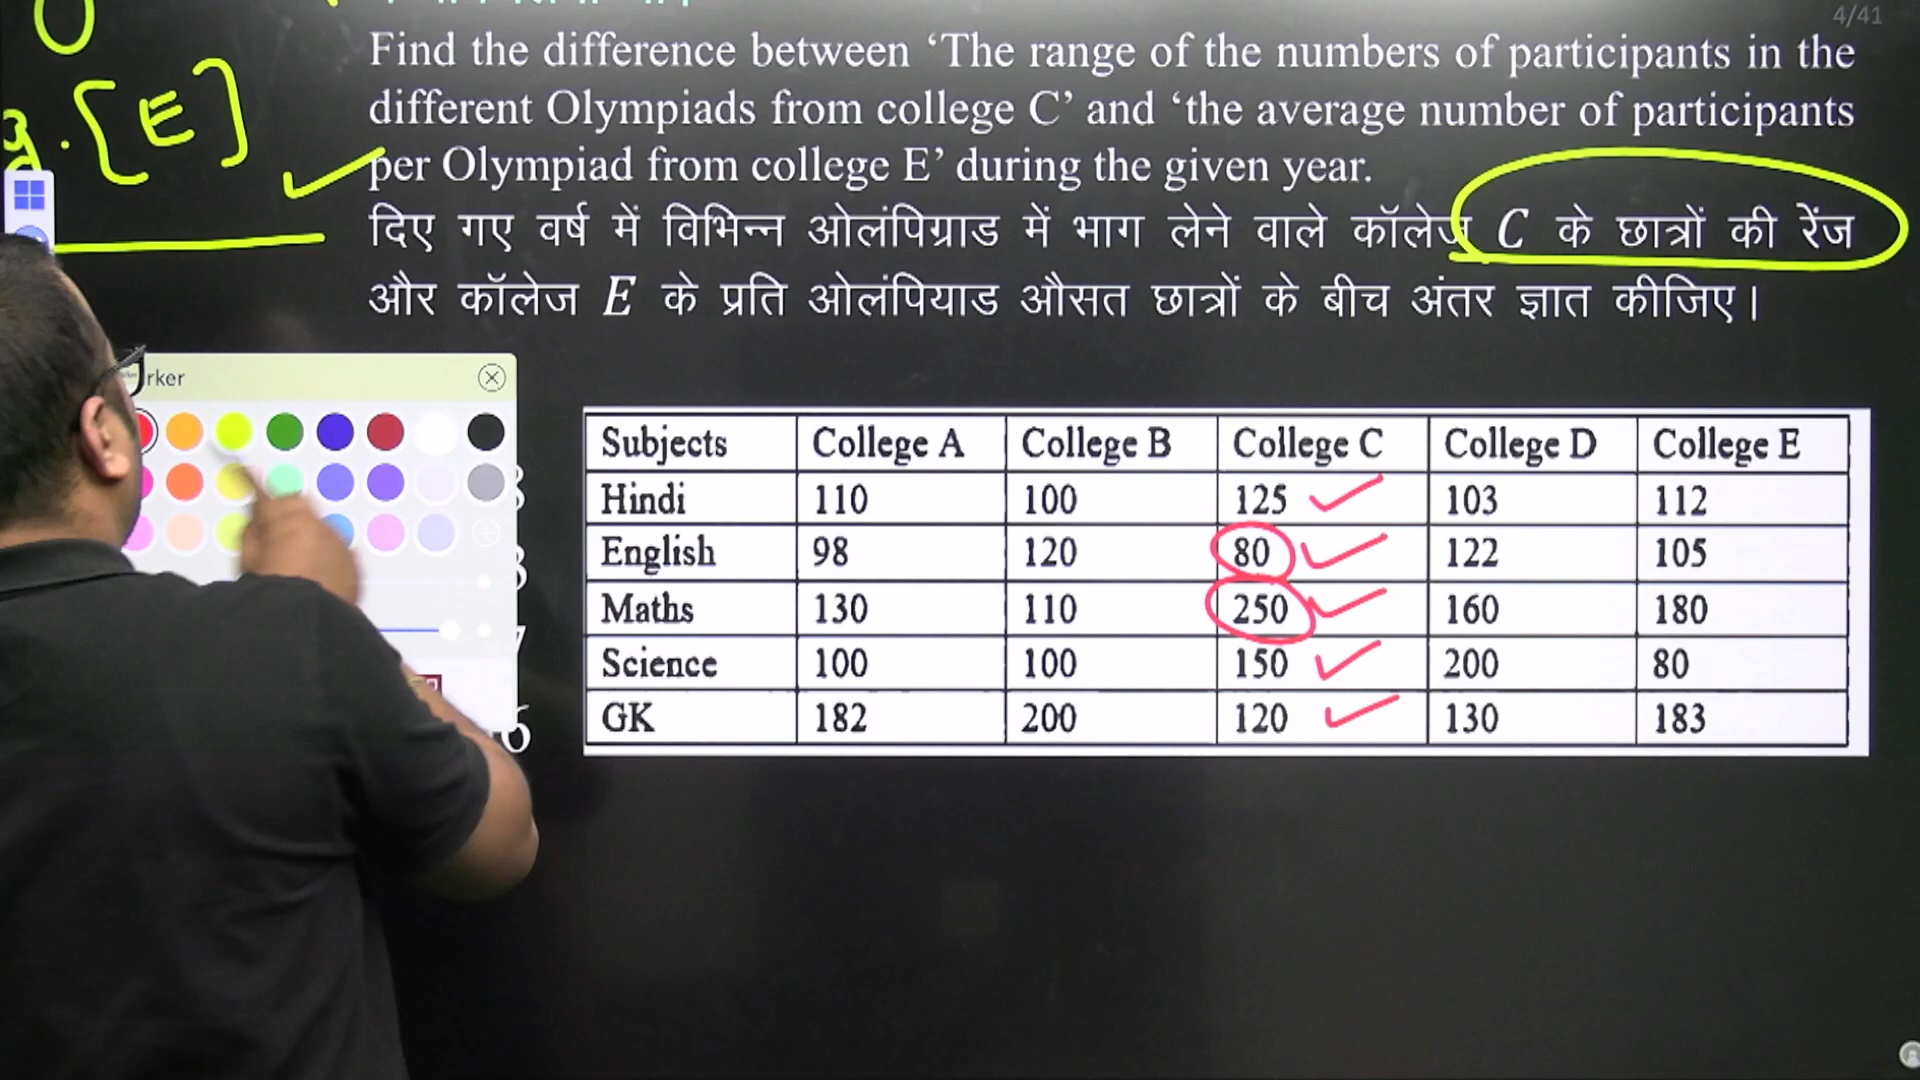 4/41
Find the difference between ‘The range of the numbers of participants in the
different Olympiads from college C’ and ‘the average number of participants
per Olympiad from college E’ during the given year.
दिए गए वर्ष में विभिन्न ओलंपिग्राड में भाग लेने वाले कॉलेज C के छात्रों की रेंज
और कॉलेज E के प्रति ओलंपियाड औसत छात्रों के बीच अंतर ज्ञात कीजिए।
[E]
Subjects College A College B College C College D College E
Hindi 110 100 125 103 112
English 98 120 80 122 105
Maths 130 110 250 160 180
Science 100 100 150 200 80
GK 182 200 120 130 183